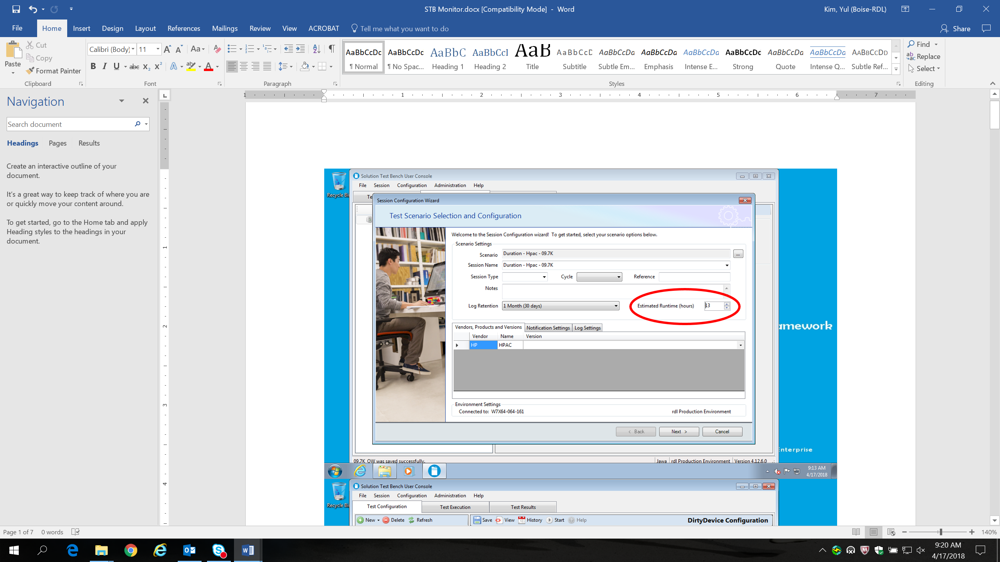 STB Monitor.docx [Compatibility Mode] - Word
Kim, Yul (Boise-RDL)
File Home Insert Design Layout References Mailings Review View ACROBAT Tell me what you want to do
Share
Paste
Cut
Copy
Format Painter
Clipboard
Calibri (Body) 11
Font
Paragraph
AaBbCcDc AaBbCcDc AaBbC AaBbCcI AaB AaBbCcD AaBbCcDa AaBbCcDa AaBbCcDa AaBbCcDc AaBbCcDa AaBbCcDa AABBCCDD
¶ Normal ¶ No Spac... Heading 1 Heading 2 Title Subtitle Subtle Em... Emphasis Intense E... Strong Quote Intense Q... Subtle Ref...
Styles
Find
Replace
Select
Editing
Navigation
Search document
Headings Pages Results
Create an interactive outline of your
document.
It's a great way to keep track of where you are
or quickly move your content around.
To get started, go to the Home tab and apply
Heading styles to the headings in your
document.
1 1 2 3 4 5 6 7
1
2
3
4
Recycle Bi
Solution Test Bench User Console
File Session Configuration Administration Help
Te
Session Configuration Wizard
Test Scenario Selection and Configuration
Welcome to the Session Configuration wizard! To get started, select your scenario options below.
Scenario Settings
Scenario Duration - Hpac - 09.7K ...
Session Name Duration - Hpac - 09.7K
Session Type Cycle Reference
Notes
Log Retention 1 Month (30 days) Estimated Runtime (hours) 13
Vendors, Products and Versions Notification Settings Log Settings
Vendor Name Version
HP HPAC
Environment Settings
Connected to: W7X64-064-161 rdl Production Environment
< Back Next > Cancel
amework
Enterprise
09.7K_OW was saved successfully. Jawa rdl Production Environment Version 4.12.6.0
9:13 AM
4/17/2018
Recycle Bi
Solution Test Bench User Console
File Session Configuration Administration Help
Test Configuration Test Execution Test Results
New Delete Refresh Save View History Start Help DirtyDevice Configuration
Page 1 of 7 0 words
140%
9:20 AM
4/17/2018